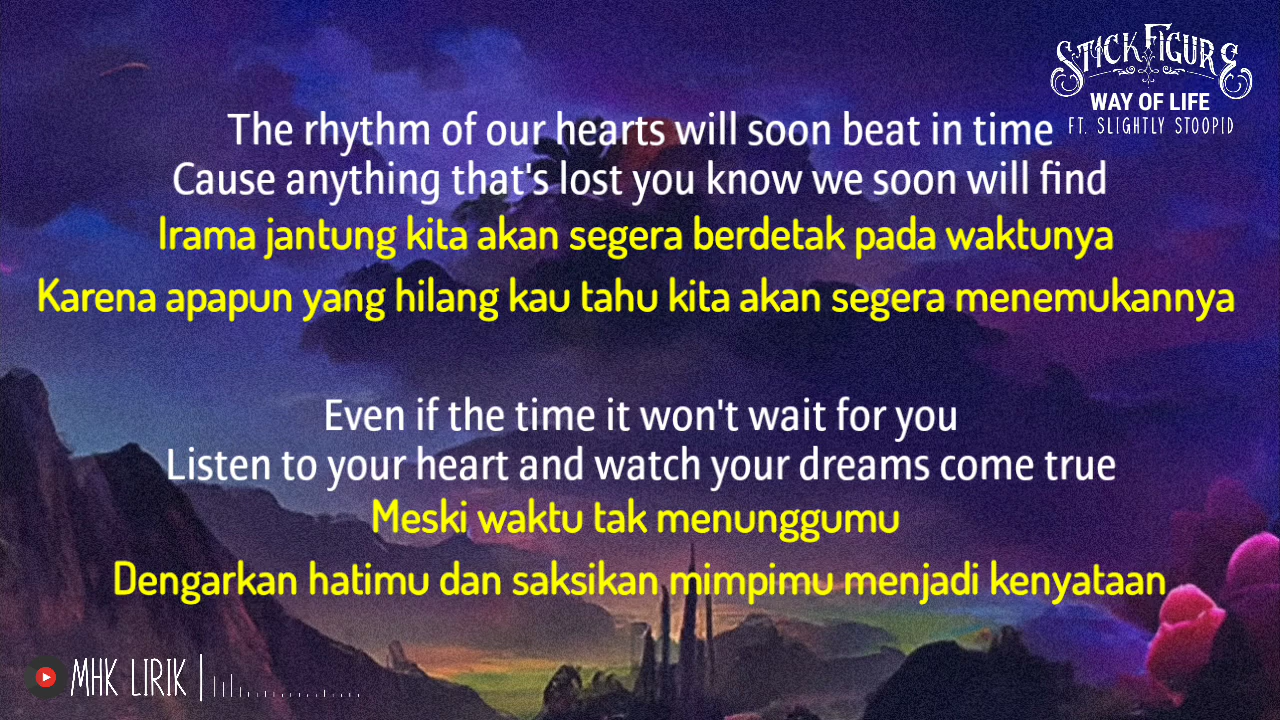 STICK FIGURE
WAY OF LIFE
FT. SLIGHTLY STOOPID
The rhythm of our hearts will soon beat in time
Cause anything that's lost you know we soon will find
Irama jantung kita akan segera berdetak pada waktunya
Karena apapun yang hilang kau tahu kita akan segera menemukannya
Even if the time it won't wait for you
Listen to your heart and watch your dreams come true
Meski waktu tak menunggumu
Dengarkan hatimu dan saksikan mimpimu menjadi kenyataan
MHK LIRIK